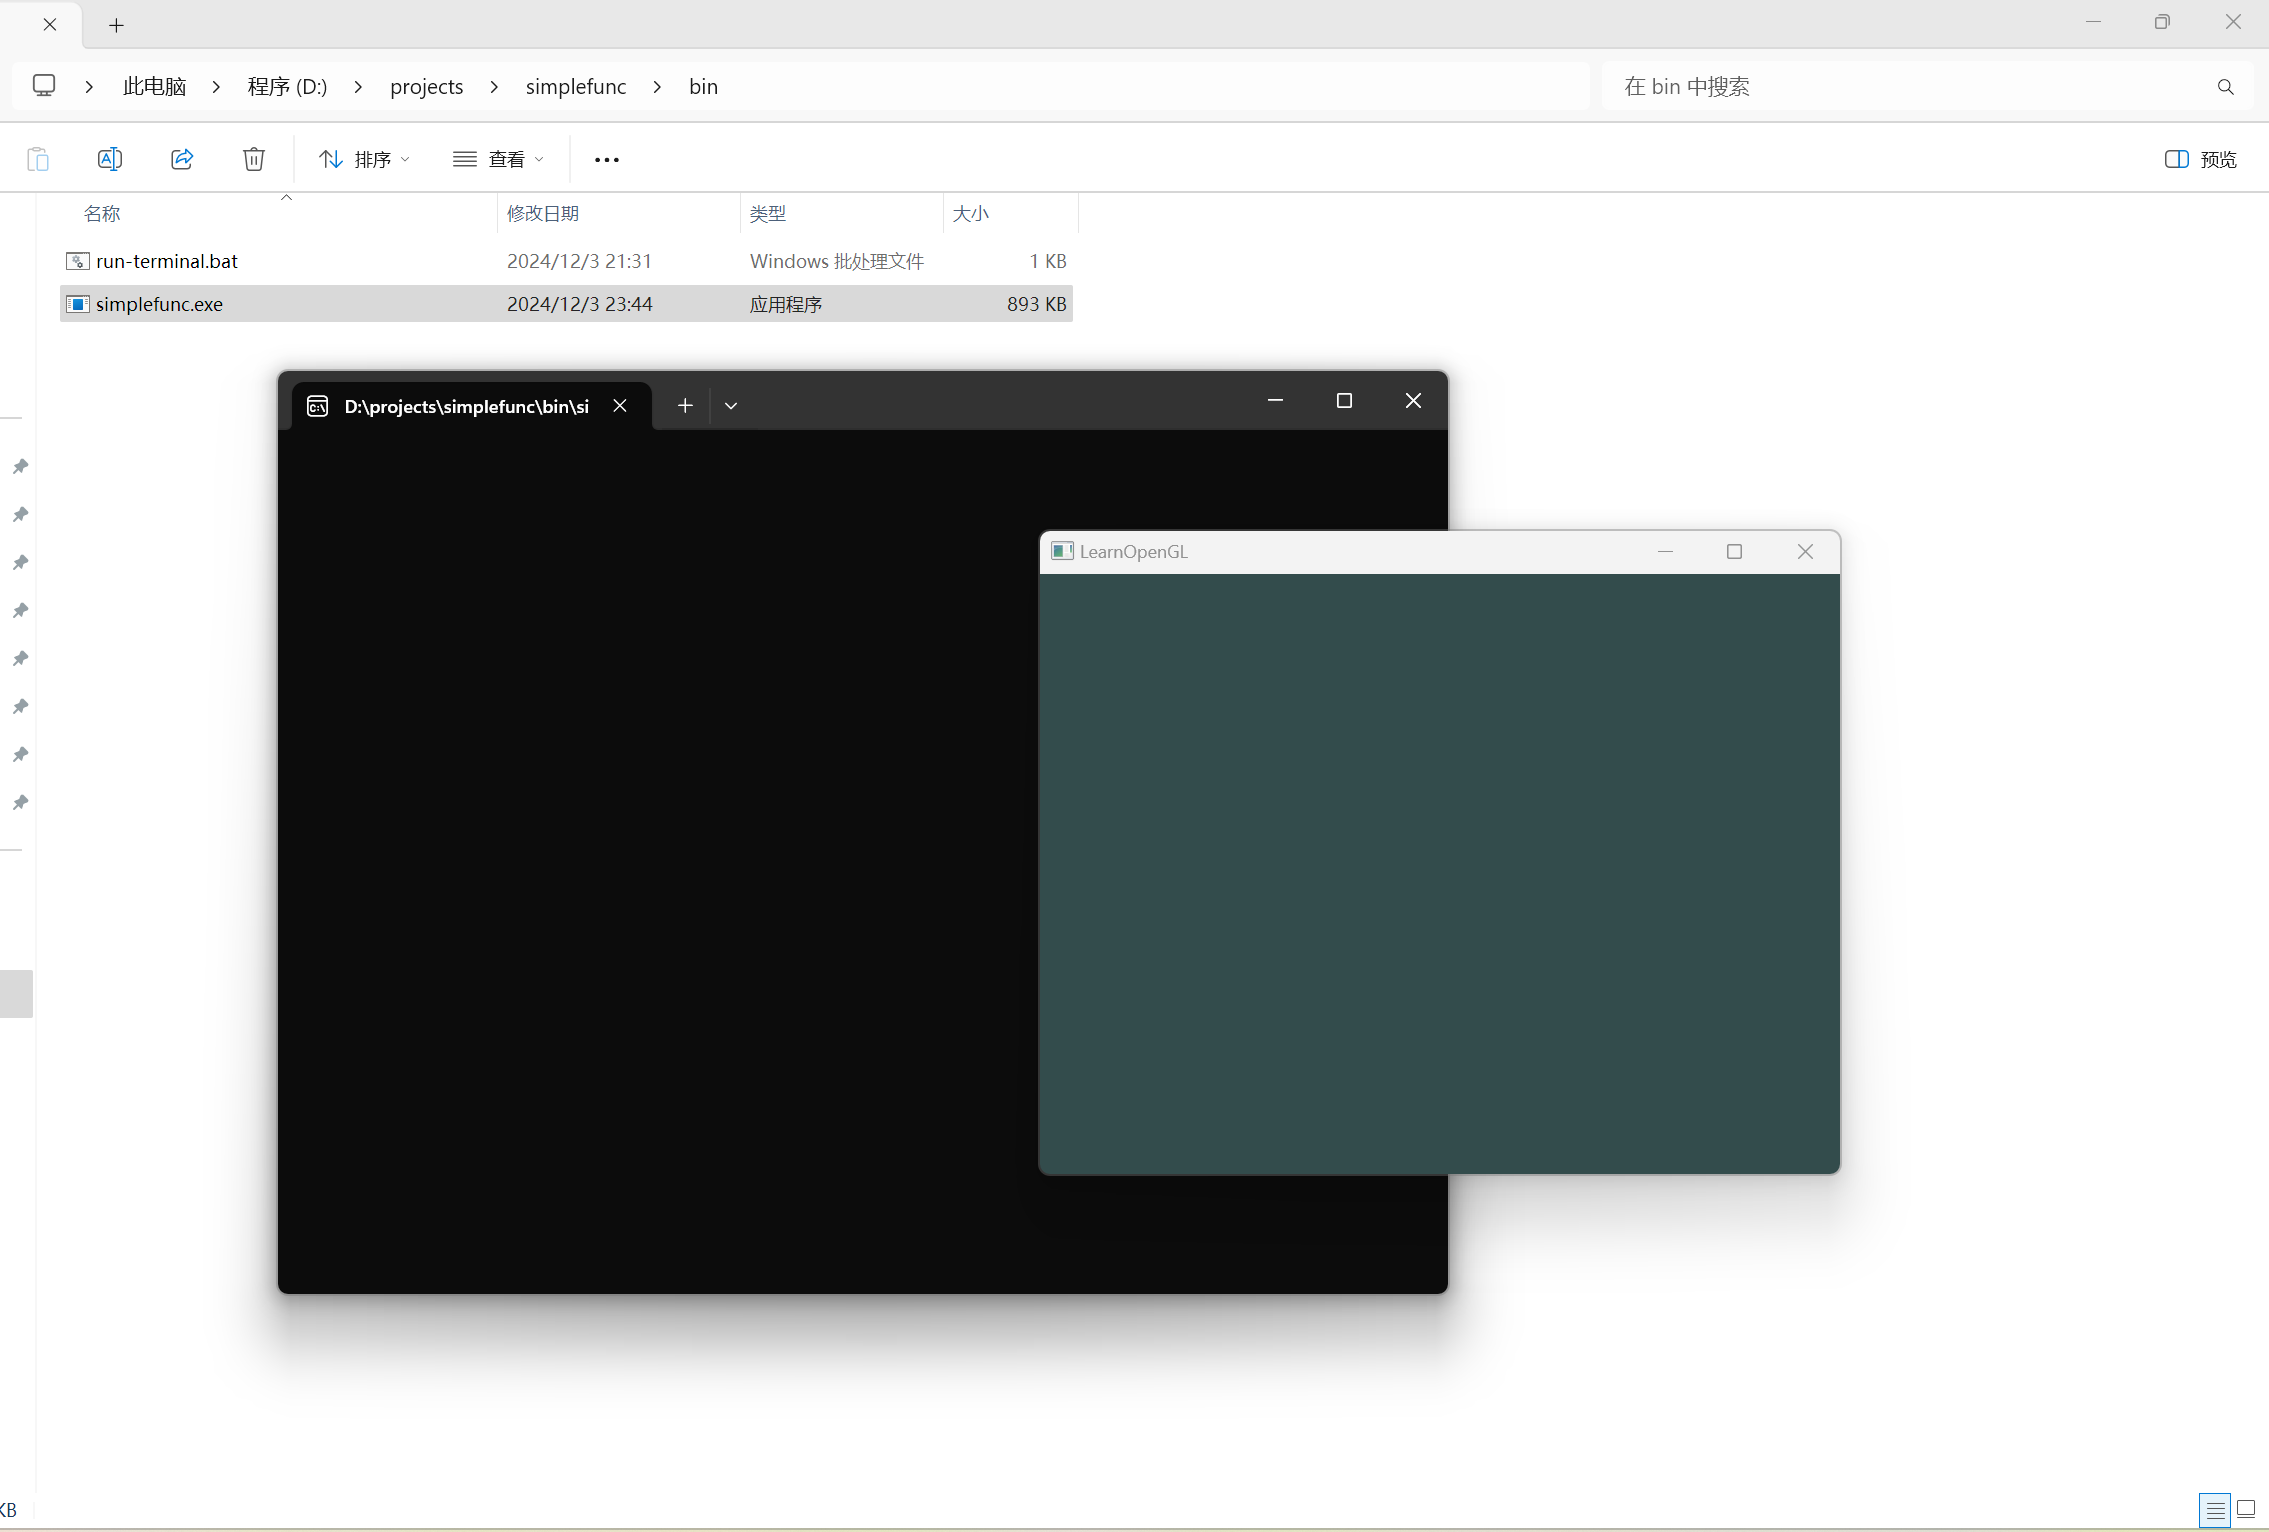 此电脑 程序 (D:) projects simplefunc bin
在 bin 中搜索
排序 查看 预览
名称 修改日期 类型 大小
run-terminal.bat 2024/12/3 21:31 Windows 批处理文件 1 KB
simplefunc.exe 2024/12/3 23:44 应用程序 893 KB
D:\projects\simplefunc\bin\si
LearnOpenGL
KB